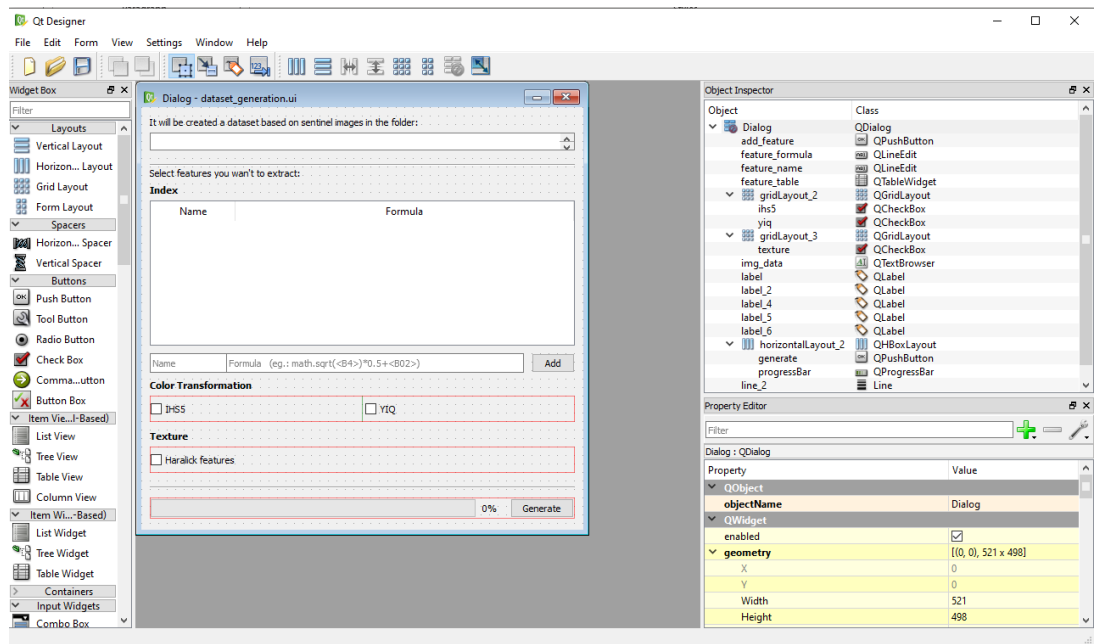 Qt Designer
File Edit Form View Settings Window Help
Widget Box
Filter
Layouts
Vertical Layout
Horizon... Layout
Grid Layout
Form Layout
Spacers
Horizon... Spacer
Vertical Spacer
Buttons
Push Button
Tool Button
Radio Button
Check Box
Comma...utton
Button Box
Item Vie...l-Based)
List View
Tree View
Table View
Column View
Item Wi...-Based)
List Widget
Tree Widget
Table Widget
Containers
Input Widgets
Combo Box
Dialog - dataset_generation.ui
It will be created a dataset based on sentinel images in the folder:
Select features you wan't to extract:
Index
Name Formula
Name Formula (eg.: math.sqrt(<B4>)*0.5+<B02>) Add
Color Transformation
IHS5 YIQ
Texture
Haralick features
0% Generate
Object Inspector
Object Class
Dialog QDialog
add_feature QPushButton
feature_formula QLineEdit
feature_name QLineEdit
feature_table QTableWidget
gridLayout_2 QGridLayout
ihs5 QCheckBox
yiq QCheckBox
gridLayout_3 QGridLayout
texture QCheckBox
img_data QTextBrowser
label QLabel
label_2 QLabel
label_4 QLabel
label_5 QLabel
label_6 QLabel
horizontalLayout_2 QHBoxLayout
generate QPushButton
progressBar QProgressBar
line_2 Line
Property Editor
Filter
Dialog : QDialog
Property Value
QObject
objectName Dialog
QWidget
enabled
geometry [(0, 0), 521 x 498]
X 0
Y 0
Width 521
Height 498